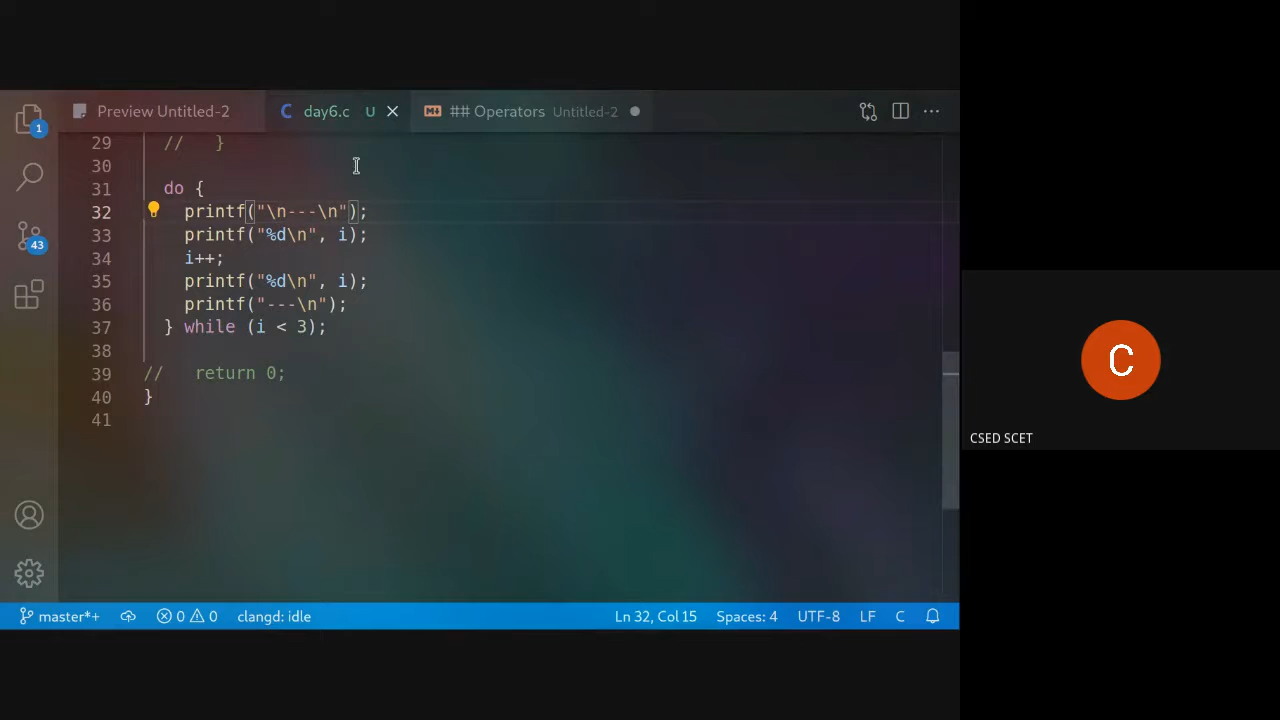 Preview Untitled-2
C day6.c U
## Operators Untitled-2
1
43
29 // }
30
31 do {
32 printf("\n---\n");
33 printf("%d\n", i);
34 i++;
35 printf("%d\n", i);
36 printf("---\n");
37 } while (i < 3);
38
39 // return 0;
40 }
41
C
CSED SCET
master*+ 0 0 clangd: idle Ln 32, Col 15 Spaces: 4 UTF-8 LF C